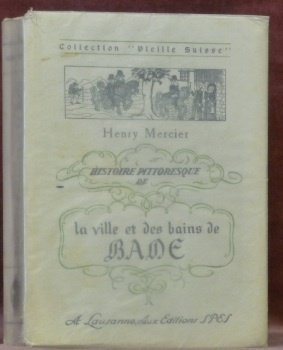 Collection "Vieille Suisse"
Henry Mercier
HISTOIRE PITTORESQUE
DE
la ville et des bains de
BADE
A Lausanne, Aux Editions SPES